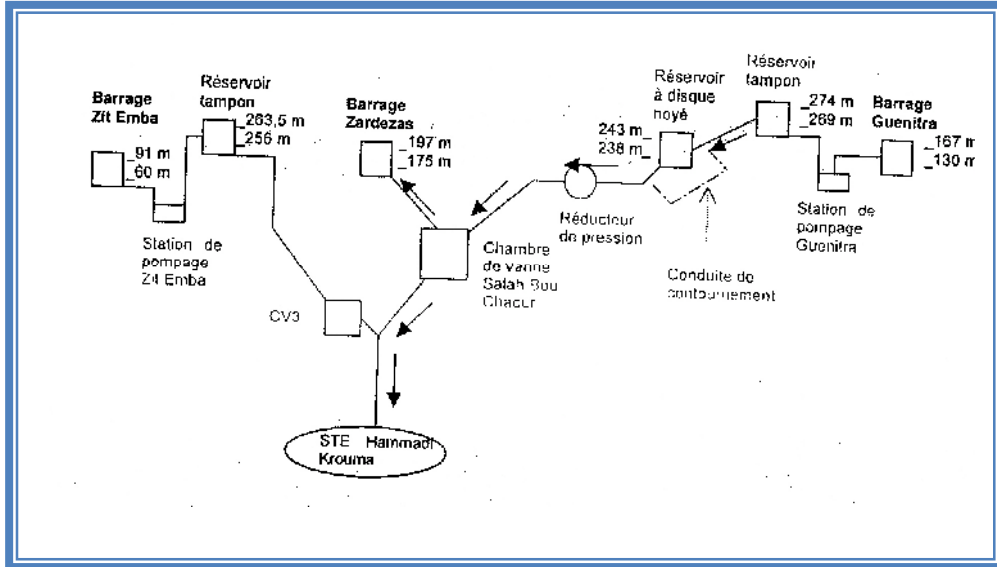 Barrage
Zit Emba
_91 m
_60 m
Station de
pompage
Zit Emba
Réservoir
tampon
_263,5 m
_256 m
CV3
Barrage
Zardezas
_197 m
_175 m
Chambre
de vanne
Salah Bou
Chaour
STE Hammadi
Krouma
Réducteur
de pression
243 m_
238 m_
Réservoir
à disque
noyé
Conduite de
contournement
Réservoir
tampon
_274 m
_269 m
Station de
pompage
Guenitra
Barrage
Guenitra
_167 m
_130 m